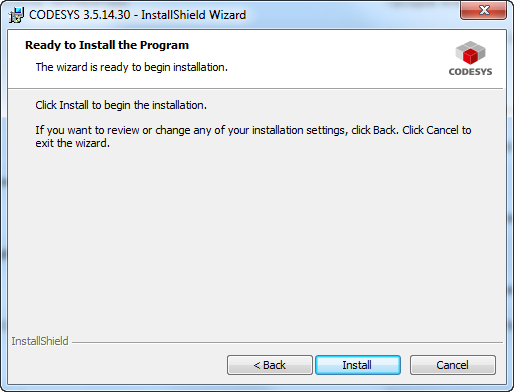 CODESYS 3.5.14.30 - InstallShield Wizard
Ready to Install the Program
The wizard is ready to begin installation.
CODESYS
Click Install to begin the installation.
If you want to review or change any of your installation settings, click Back. Click Cancel to
exit the wizard.
InstallShield
< Back
Install
Cancel